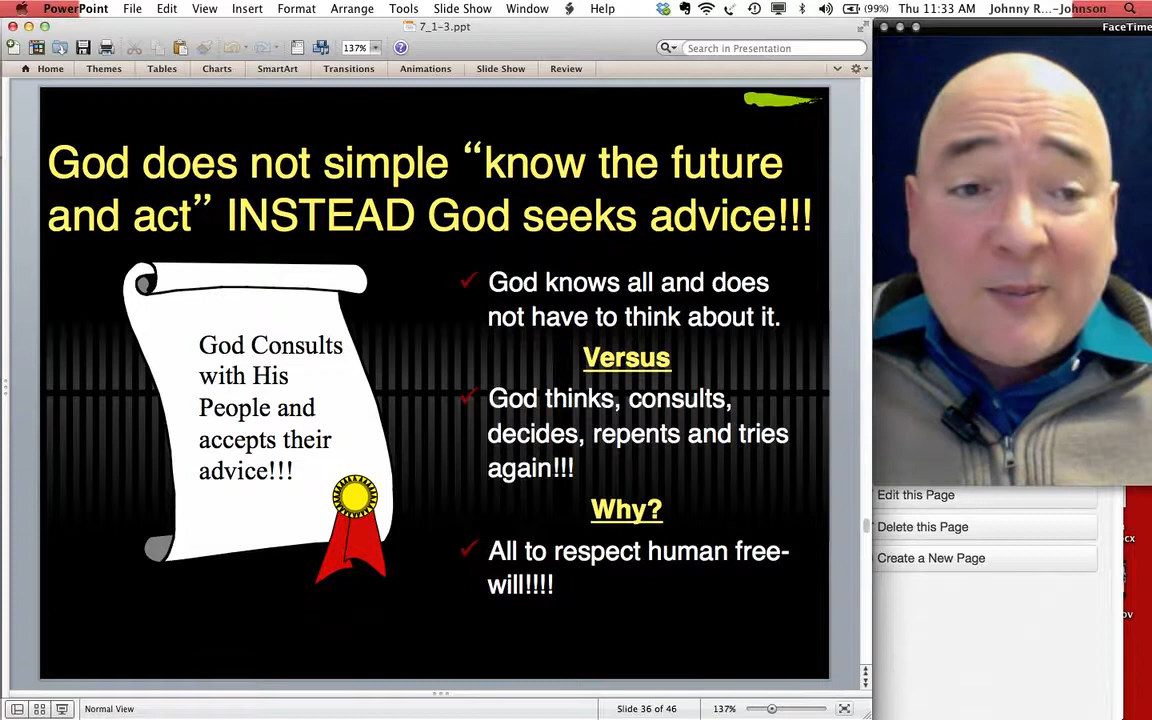 PowerPoint File Edit View Insert Format Arrange Tools Slide Show Window Help (99%) Thu 11:33 AM Johnny R...-Johnson
7_1-3.ppt
FaceTime
137% Search in Presentation
Home Themes Tables Charts SmartArt Transitions Animations Slide Show Review
God does not simple “know the future
and act” INSTEAD God seeks advice!!!
God Consults
with His
People and
accepts their
advice!!!
God knows all and does
not have to think about it.
Versus
God thinks, consults,
decides, repents and tries
again!!!
Why?
All to respect human free-
will!!!!
Edit this Page
Delete this Page
Create a New Page
Normal View Slide 36 of 46 137%